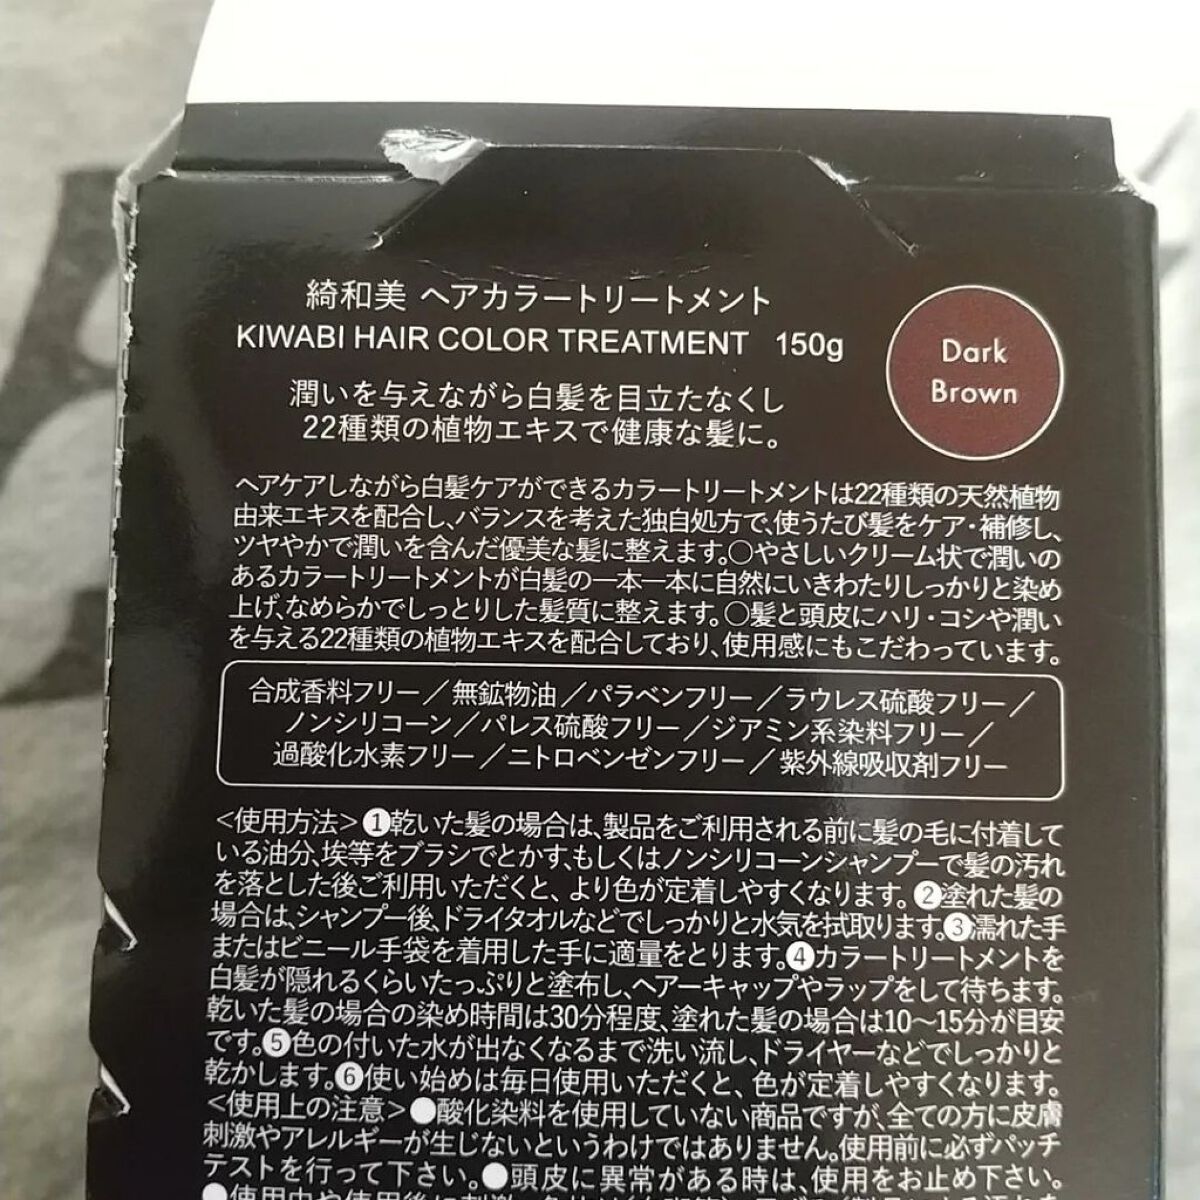 綺和美 ヘアカラートリートメント
KIWABI HAIR COLOR TREATMENT 150g
Dark
Brown
潤いを与えながら白髪を目立たなくし
22種類の植物エキスで健康な髪に。
ヘアケアしながら白髪ケアができるカラートリートメントは22種類の天然植物
由来エキスを配合し、バランスを考えた独自処方で、使うたび髪をケア・補修し、
ツヤやかで潤いを含んだ優美な髪に整えます。○やさしいクリーム状で潤いの
あるカラートリートメントが白髪の一本一本に自然にいきわたりしっかりと染め
上げ、なめらかでしっとりした髪質に整えます。○髪と頭皮にハリ・コシや潤い
を与える22種類の植物エキスを配合しており、使用感にもこだわっています。
合成香料フリー／無鉱物油／パラベンフリー／ラウレス硫酸フリー／
ノンシリコーン／パレス硫酸フリー／ジアミン系染料フリー／
過酸化水素フリー／ニトロベンゼンフリー／紫外線吸収剤フリー
<使用方法>❶乾いた髪の場合は、製品をご利用される前に髪の毛に付着して
いる油分、埃等をブラシでとかす、もしくはノンシリコーンシャンプーで髪の汚れ
を落とした後ご利用いただくと、より色が定着しやすくなります。❷塗れた髪の
場合は、シャンプー後、ドライタオルなどでしっかりと水気を拭取ります。❸濡れた手
またはビニール手袋を着用した手に適量をとります。❹カラートリートメントを
白髪が隠れるくらいたっぷりと塗布し、ヘアーキャップやラップをして待ちます。
乾いた髪の場合の染め時間は30分程度、塗れた髪の場合は10～15分が目安
です。❺色の付いた水が出なくなるまで洗い流し、ドライヤーなどでしっかりと
乾かします。❻使い始めは毎日使用いただくと、色が定着しやすくなります。
<使用上の注意>●酸化染料を使用していない商品ですが、全ての方に皮膚
刺激やアレルギーが生じないというわけではありません。使用前に必ずパッチ
テストを行って下さい。●頭皮に異常がある時は、使用をお止め下さい。